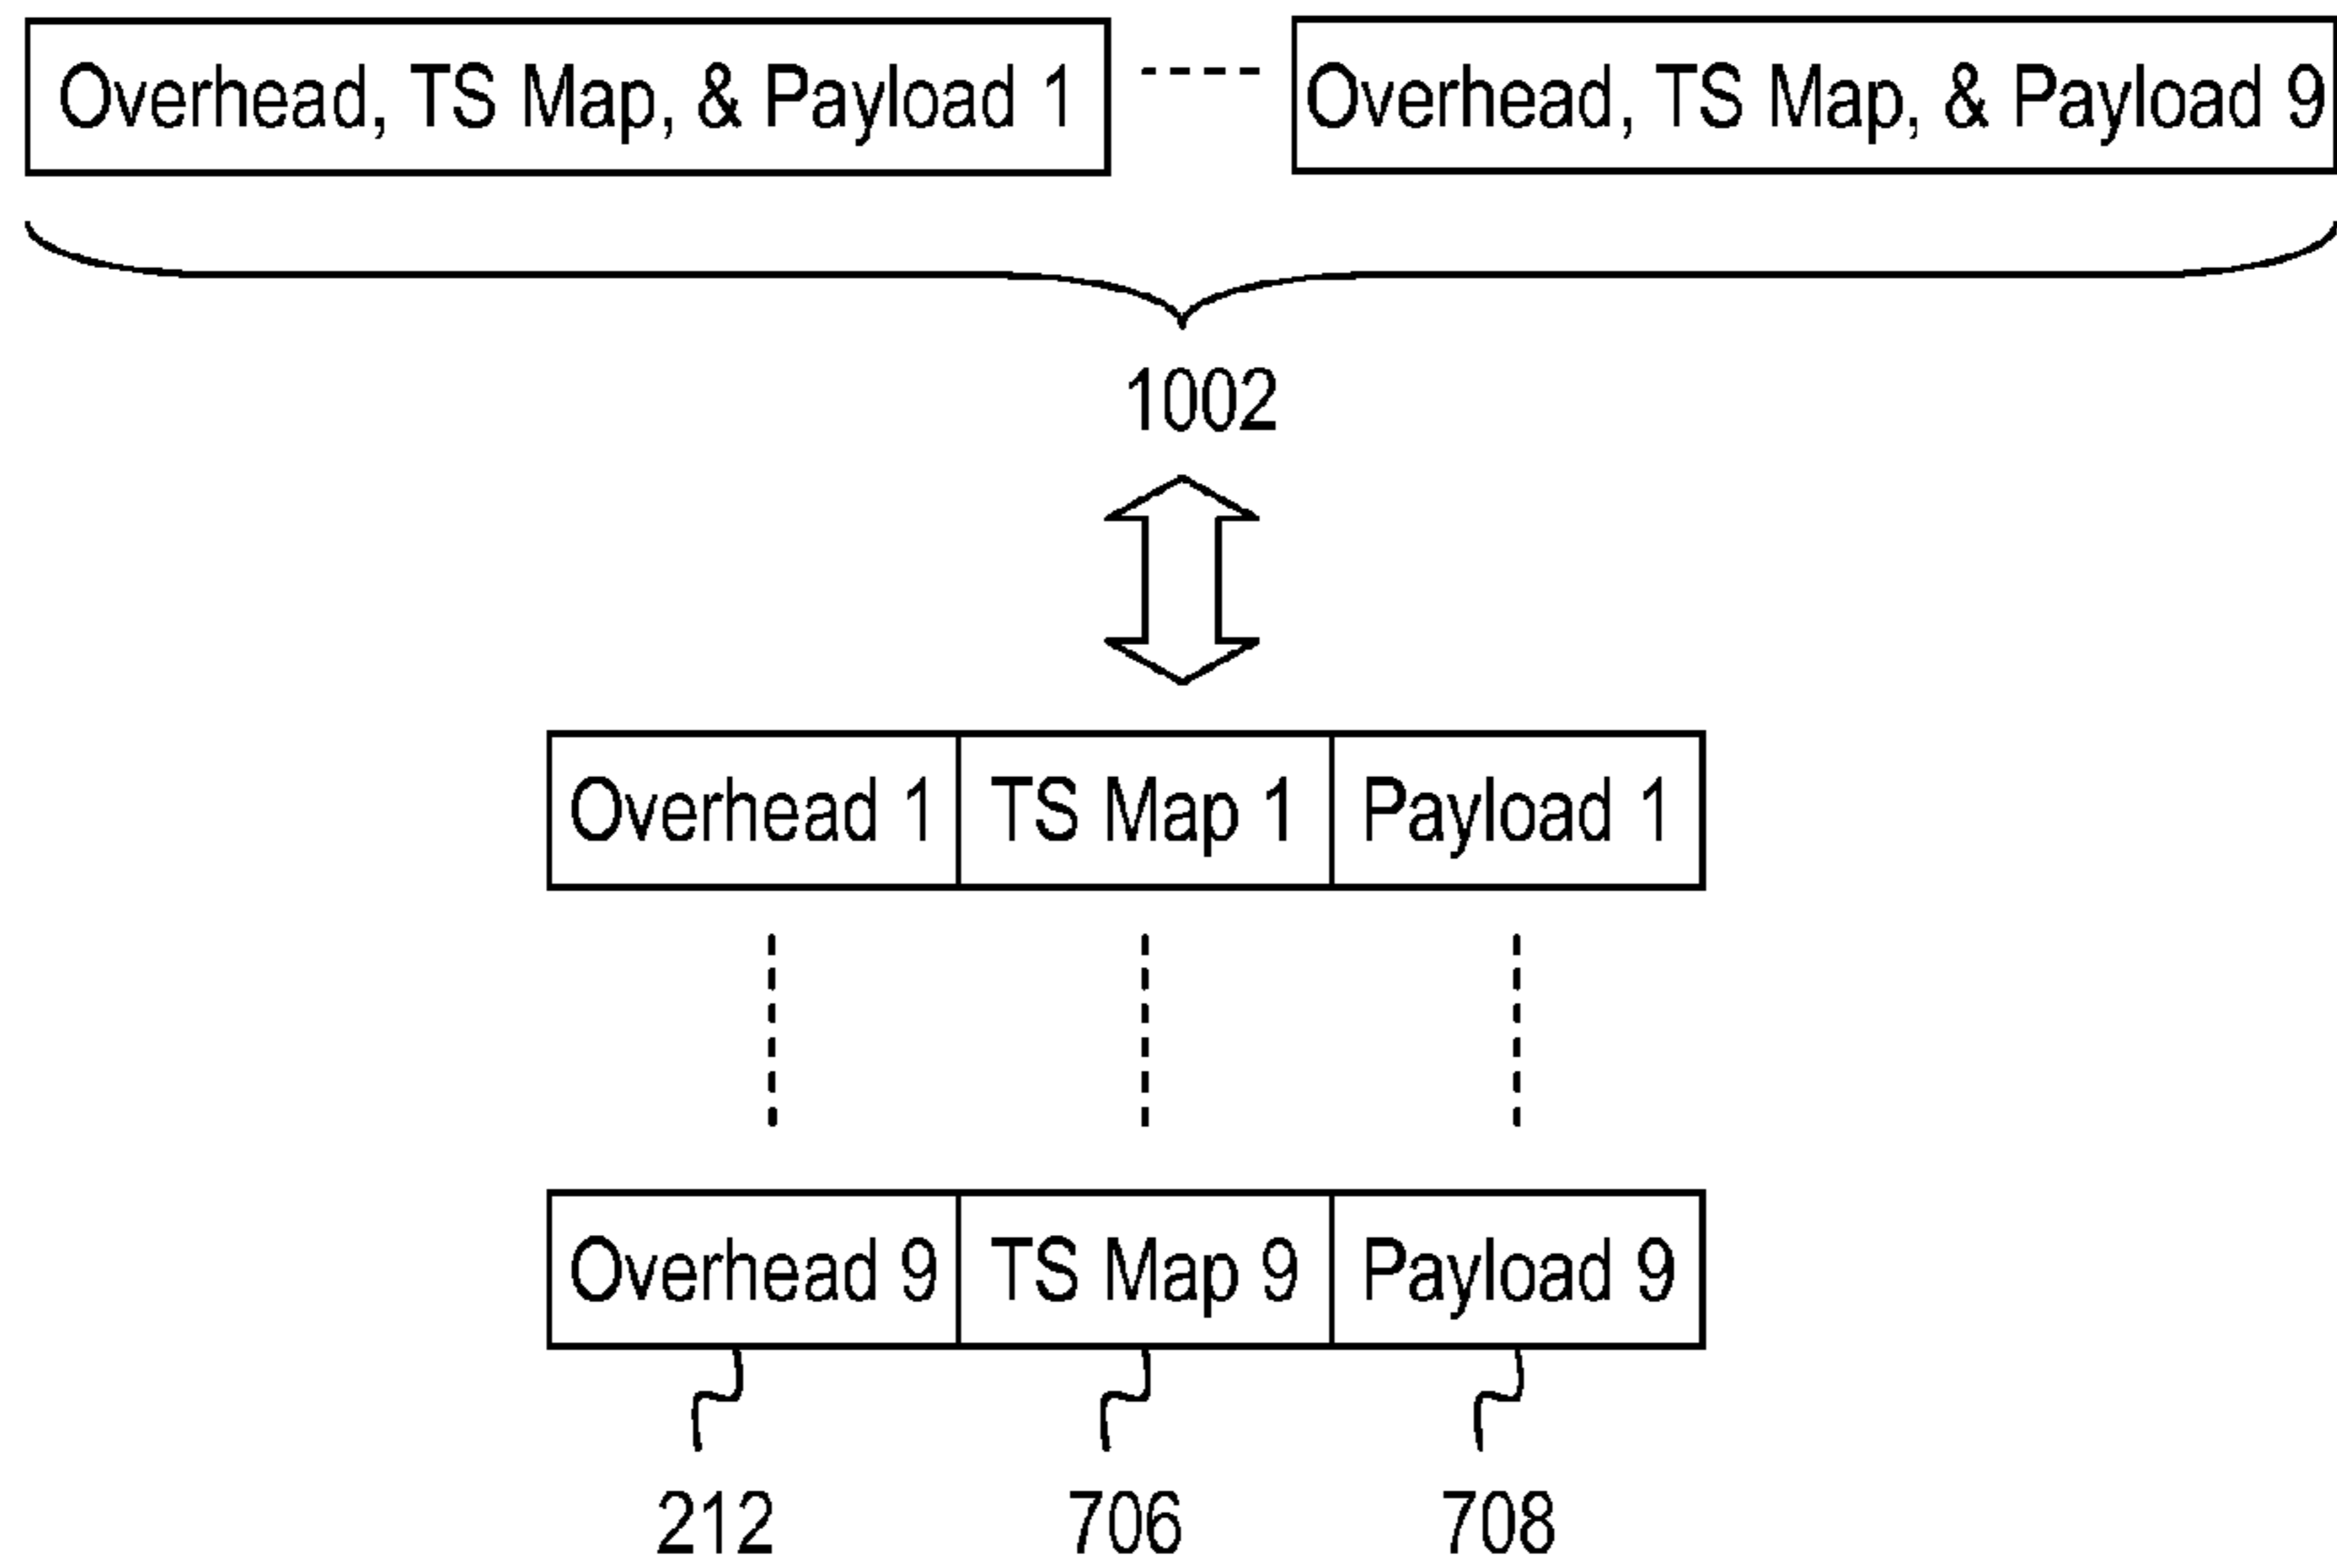 Overhead, TS Map, & Payload 1 Overhead, TS Map, & Payload 9
1002
Overhead 1 TS Map 1 Payload 1
Overhead 9 TS Map 9 Payload 9
212 706 708